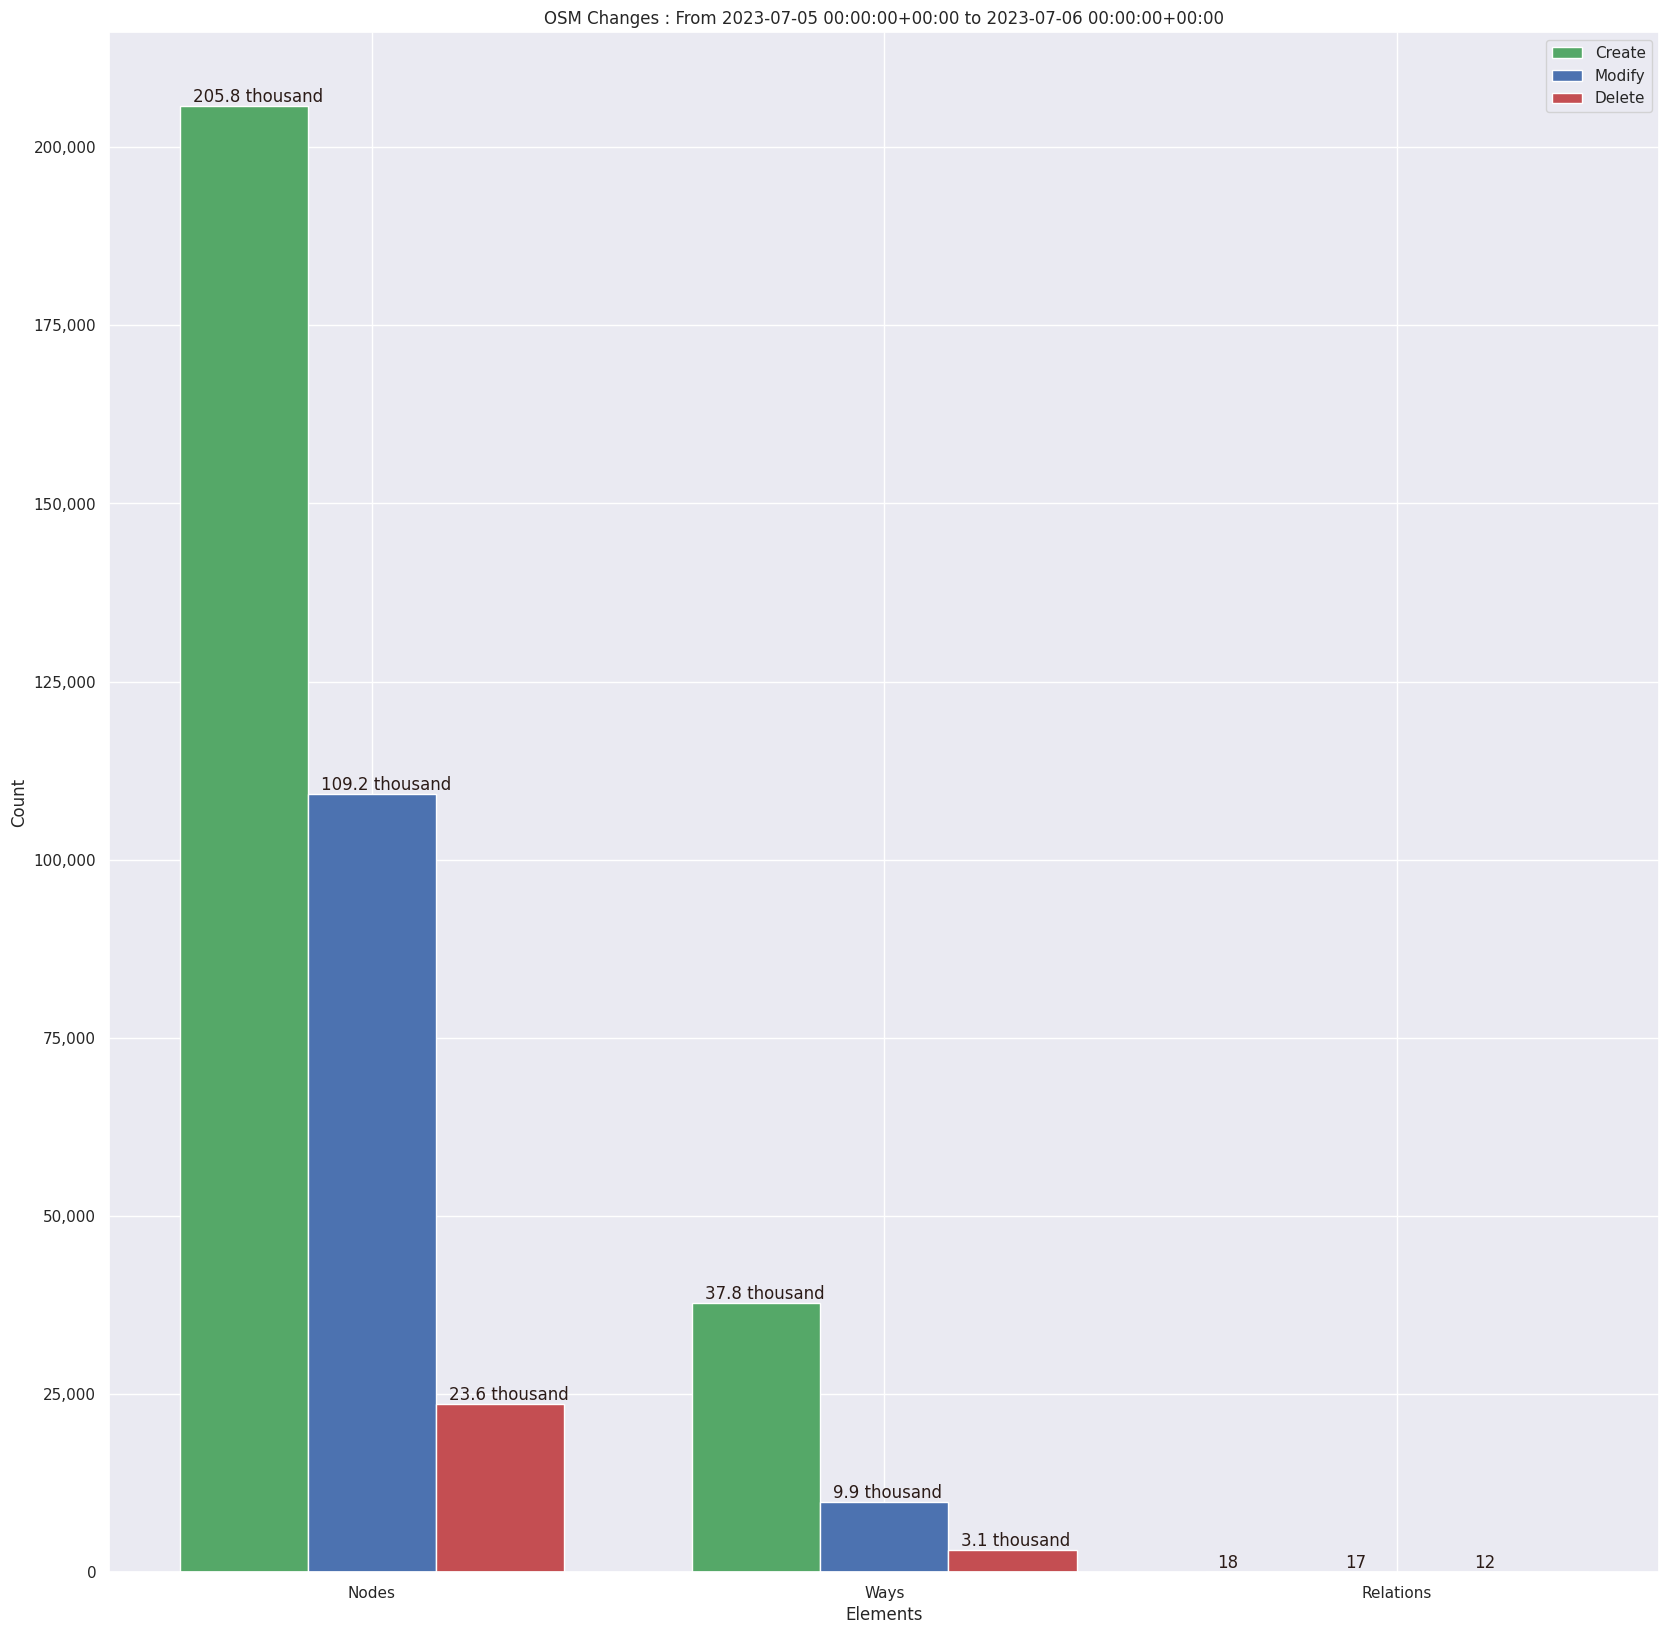 OSM Changes : From 2023-07-05 00:00:00+00:00 to 2023-07-06 00:00:00+00:00
Create
Modify
Delete
Count
200,000
175,000
150,000
125,000
100,000
75,000
50,000
25,000
0
205.8 thousand
109.2 thousand
23.6 thousand
37.8 thousand
9.9 thousand
3.1 thousand
18
17
12
Nodes
Ways
Relations
Elements